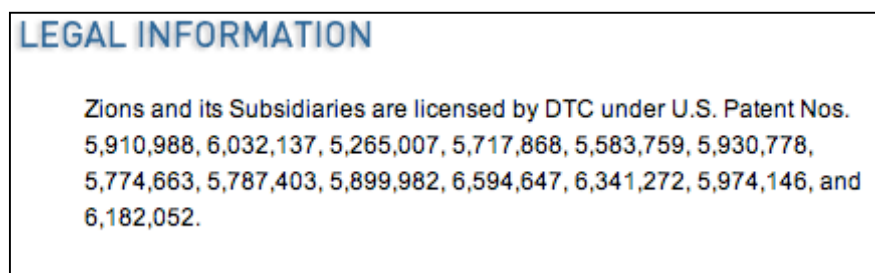 LEGAL INFORMATION
Zions and its Subsidiaries are licensed by DTC under U.S. Patent Nos.
5,910,988, 6,032,137, 5,265,007, 5,717,868, 5,583,759, 5,930,778,
5,774,663, 5,787,403, 5,899,982, 6,594,647, 6,341,272, 5,974,146, and
6,182,052.